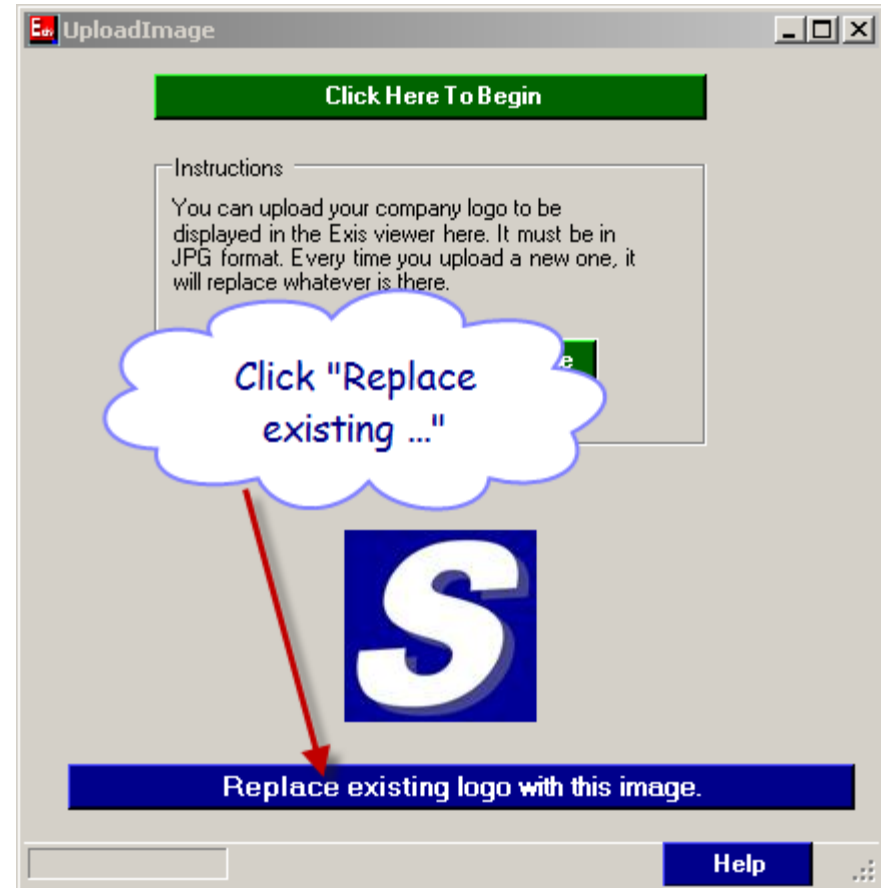 Edv UploadImage
Click Here To Begin
Instructions
You can upload your company logo to be
displayed in the Exis viewer here. It must be in
JPG format. Every time you upload a new one, it
will replace whatever is there.
Click "Replace
existing ..."
S
Replace existing logo with this image.
Help